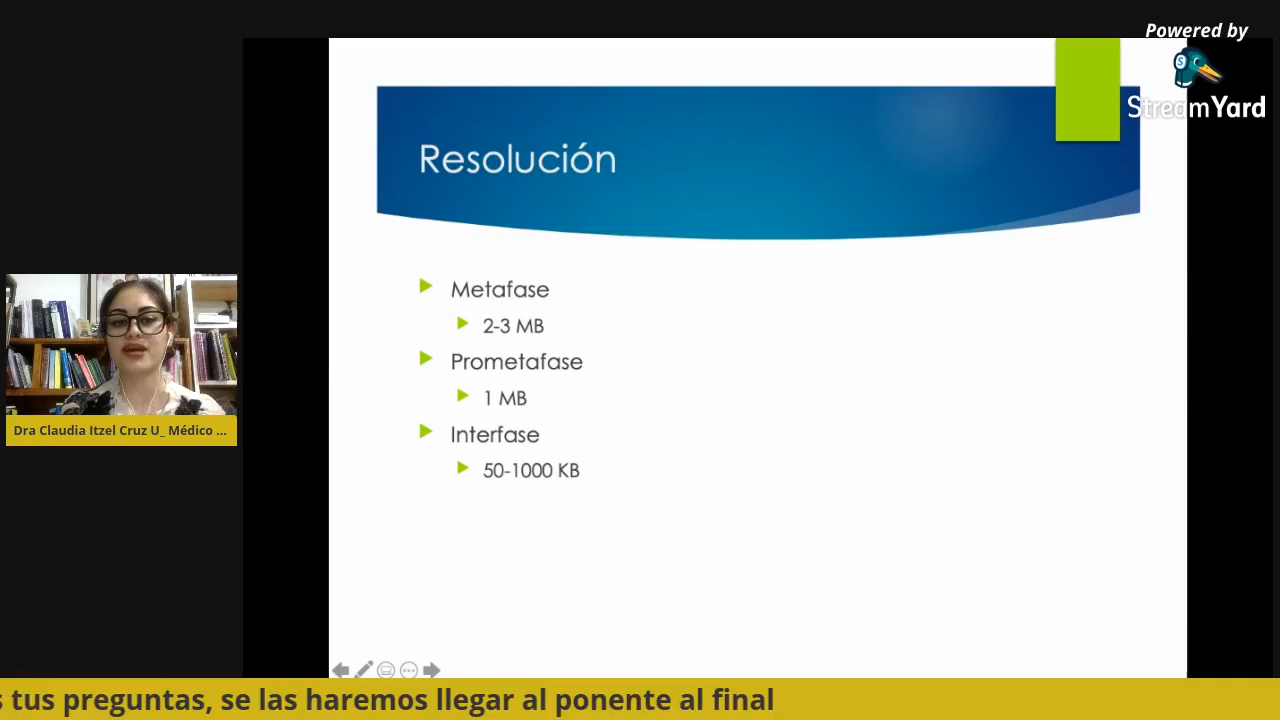 Powered by
StreamYard
Resolución
Metafase
2-3 MB
Prometafase
1 MB
Interfase
50-1000 KB
Dra Claudia Itzel Cruz U_ Médico ...
s tus preguntas, se las haremos llegar al ponente al final